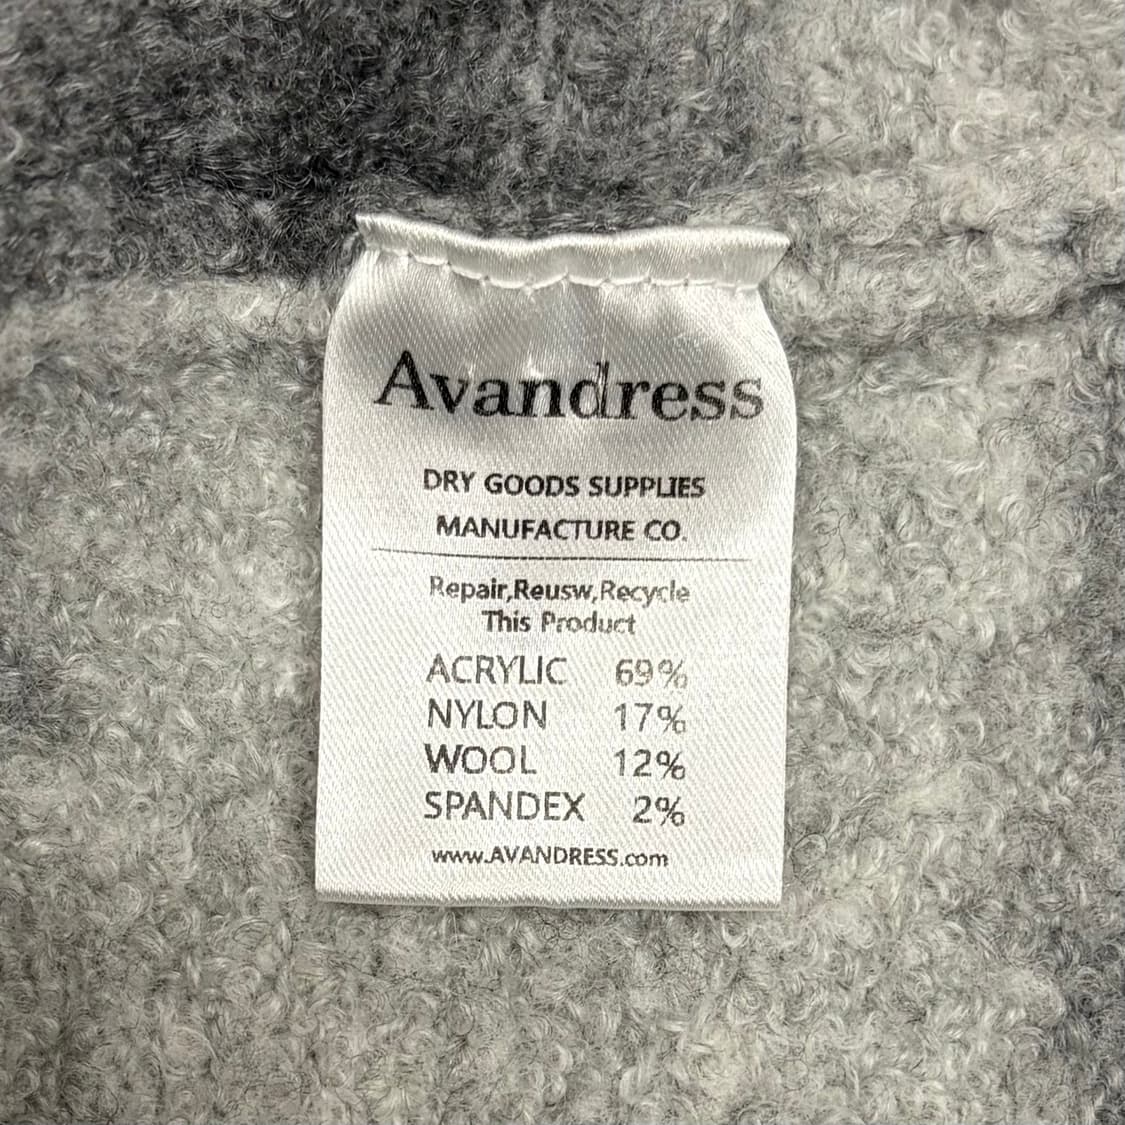 Avandress
DRY GOODS SUPPLIES
MANUFACTURE CO.
Repair,Reusw,Recycle
This Product
ACRYLIC 69%
NYLON 17%
WOOL 12%
SPANDEX 2%
www.AVANDRESS.com